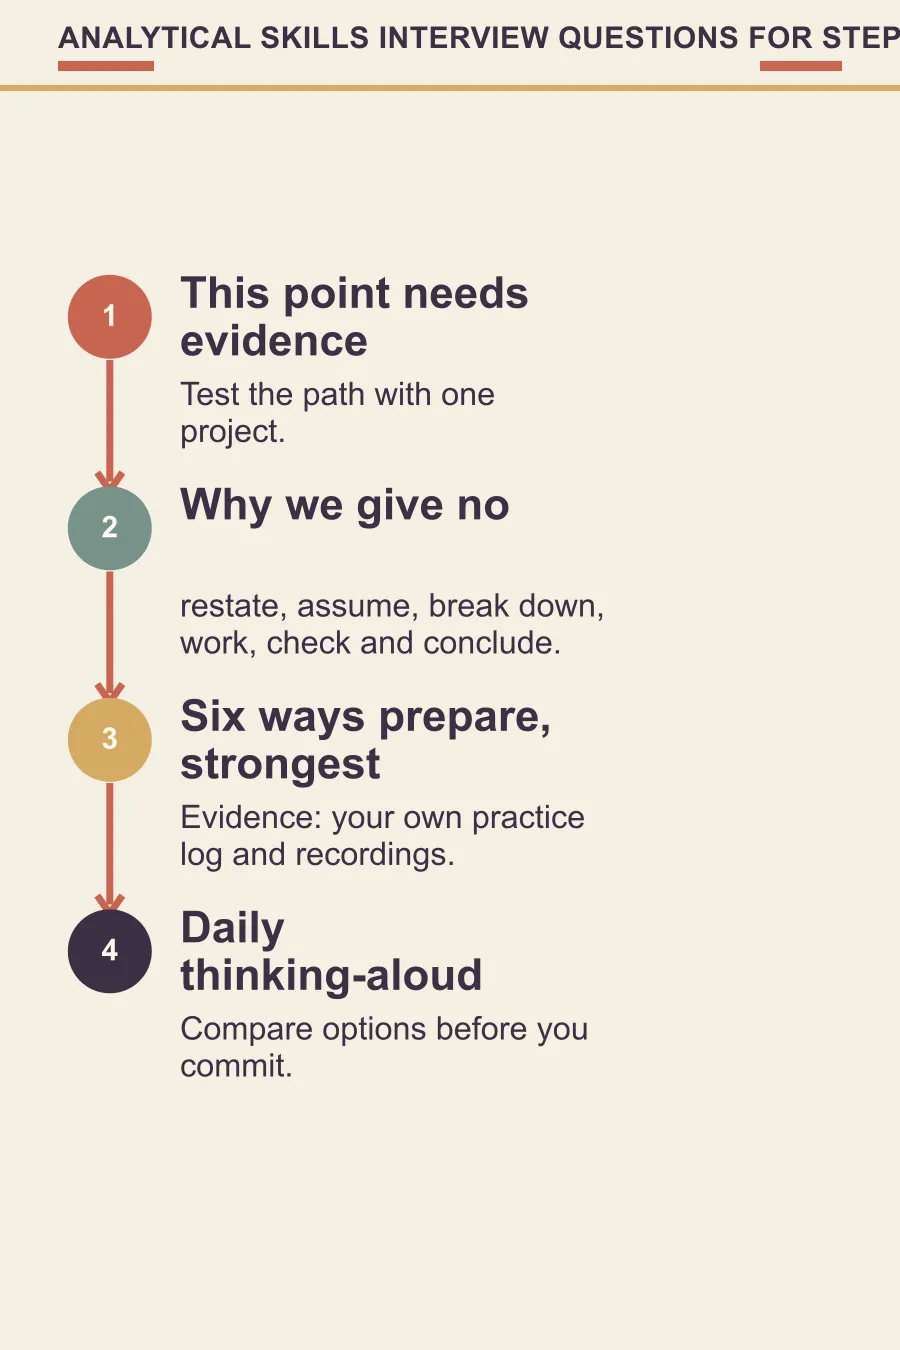 ANALYTICAL SKILLS INTERVIEW QUESTIONS FOR STEP
1
This point needs
evidence
Test the path with one
project.
2
Why we give no
restate, assume, break down,
work, check and conclude.
3
Six ways prepare,
strongest
Evidence: your own practice
log and recordings.
4
Daily
thinking-aloud
Compare options before you
commit.